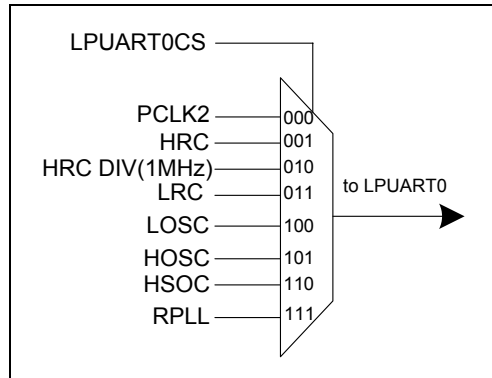 LPUART0CS
PCLK2 000
HRC 001
HRC DIV(1MHz) 010
LRC 011
to LPUART0
LOSC 100
HOSC 101
HSOC 110
RPLL 111